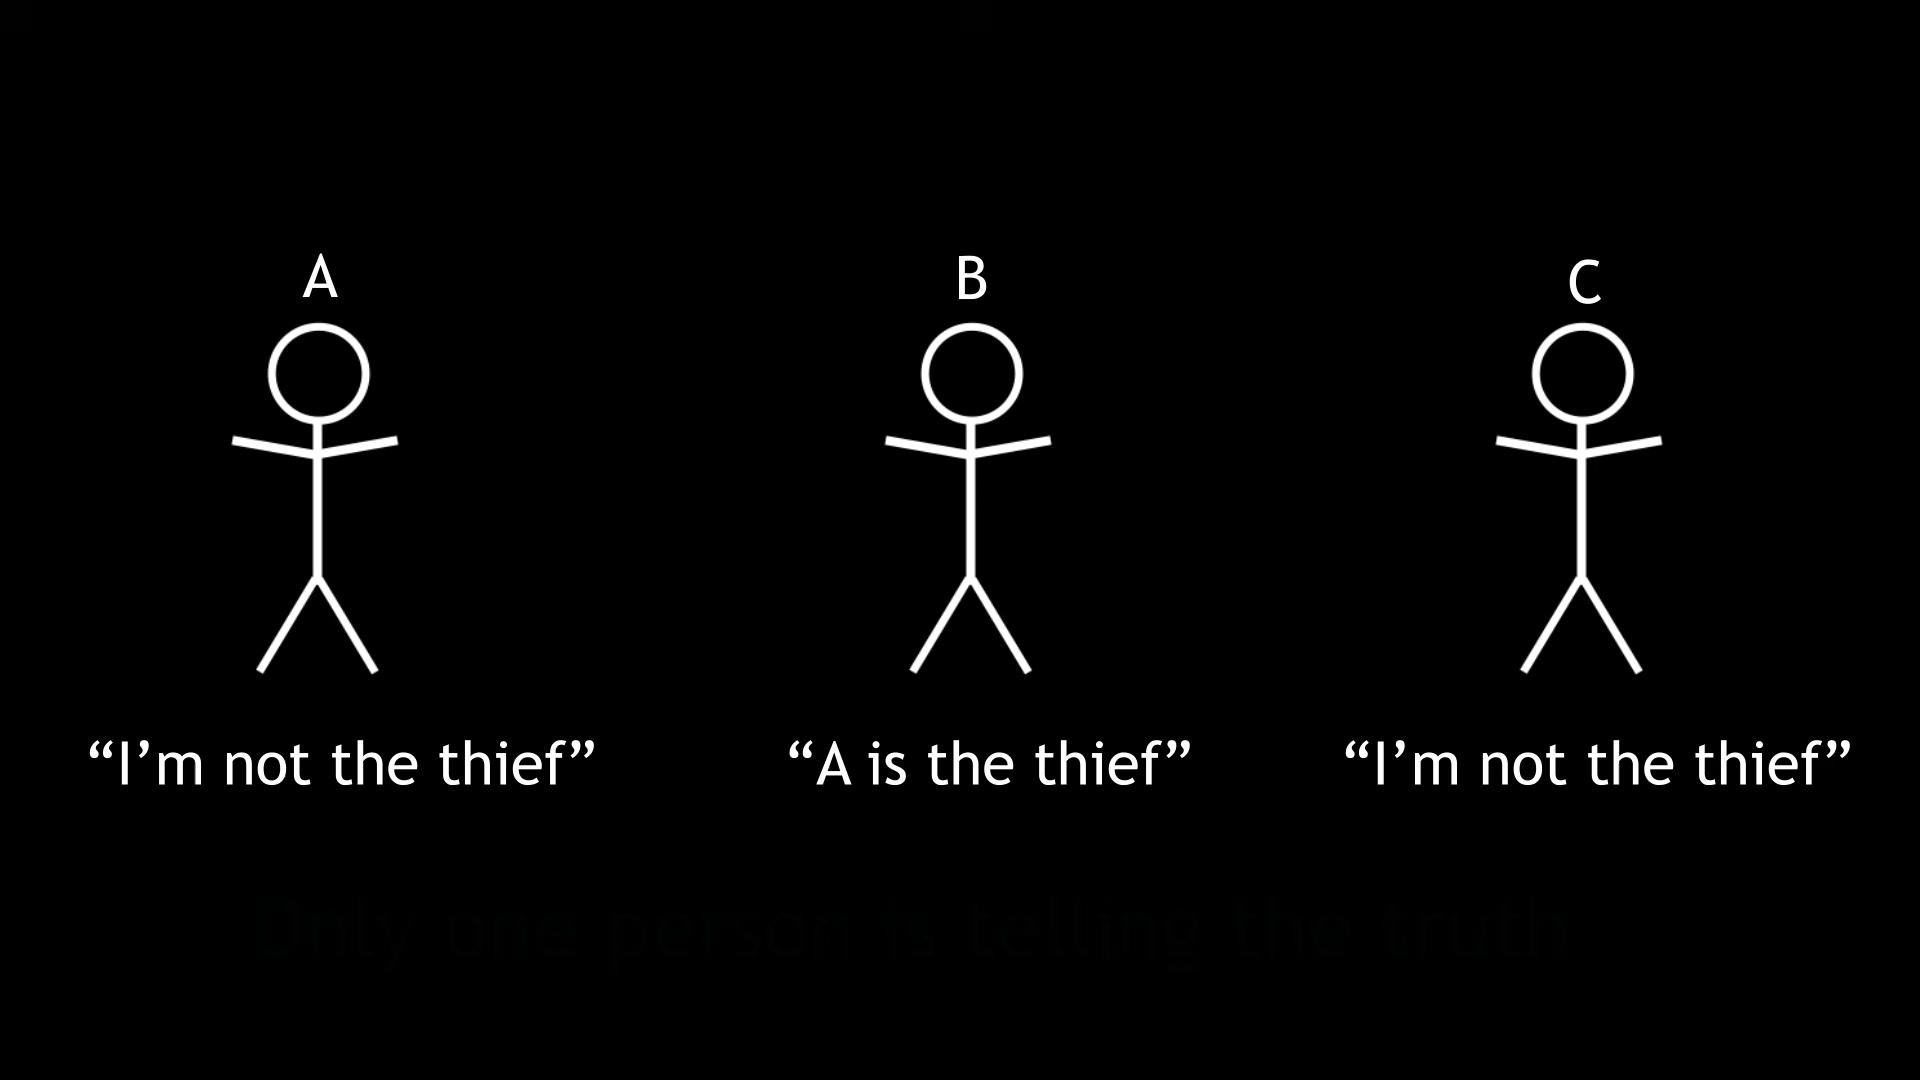 A B C
“I’m not the thief” “A is the thief” “I’m not the thief”
Only one person is telling the truth